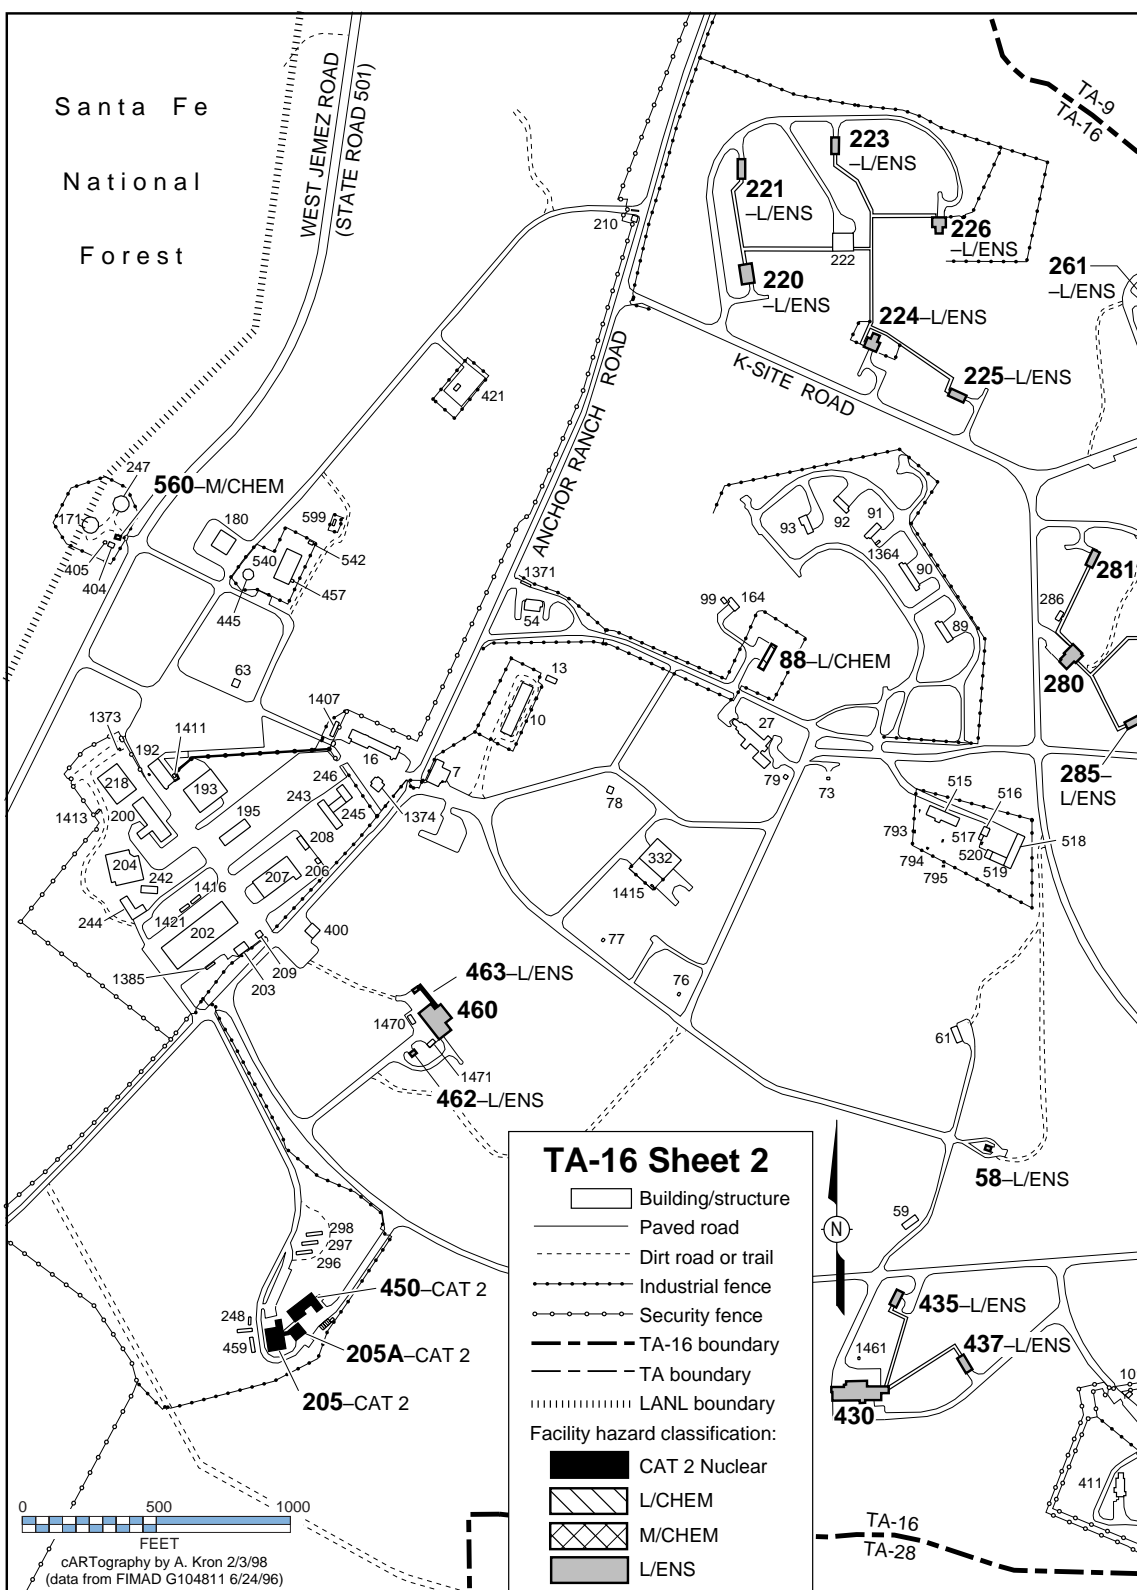 Santa Fe
National
Forest
WEST JEMEZ ROAD
(STATE ROAD 501)
TA-9
TA-16
223
–L/ENS
221
–L/ENS
210
226
–L/ENS
222
220
–L/ENS
261
–L/ENS
224–L/ENS
K-SITE ROAD
225–L/ENS
421
ANCHOR RANCH ROAD
247
560–M/CHEM
171
180
599
540
542
405
404
457
445
93
92
91
1364
90
281
286
1371
99
164
54
89
63
88–L/CHEM
280
13
10
1407
1373
1411
192
16
27
218
193
246
7
79
73
285–
L/ENS
243
1374
78
515
516
1413
200
195
245
208
793
517
518
204
207
206
332
794
520
519
795
242
1416
1415
244
1421
202
400
77
209
1385
203
76
463–L/ENS
460
1470
61
1471
462–L/ENS
58–L/ENS
59
298
297
296
450–CAT 2
248
459
205A–CAT 2
205–CAT 2
435–L/ENS
1461
437–L/ENS
430
10
411
TA-16
TA-28
TA-16 Sheet 2
Building/structure
Paved road
Dirt road or trail
Industrial fence
Security fence
TA-16 boundary
TA boundary
LANL boundary
Facility hazard classification:
CAT 2 Nuclear
L/CHEM
M/CHEM
L/ENS
N
0 500 1000
FEET
cARTography by A. Kron 2/3/98
(data from FIMAD G104811 6/24/96)